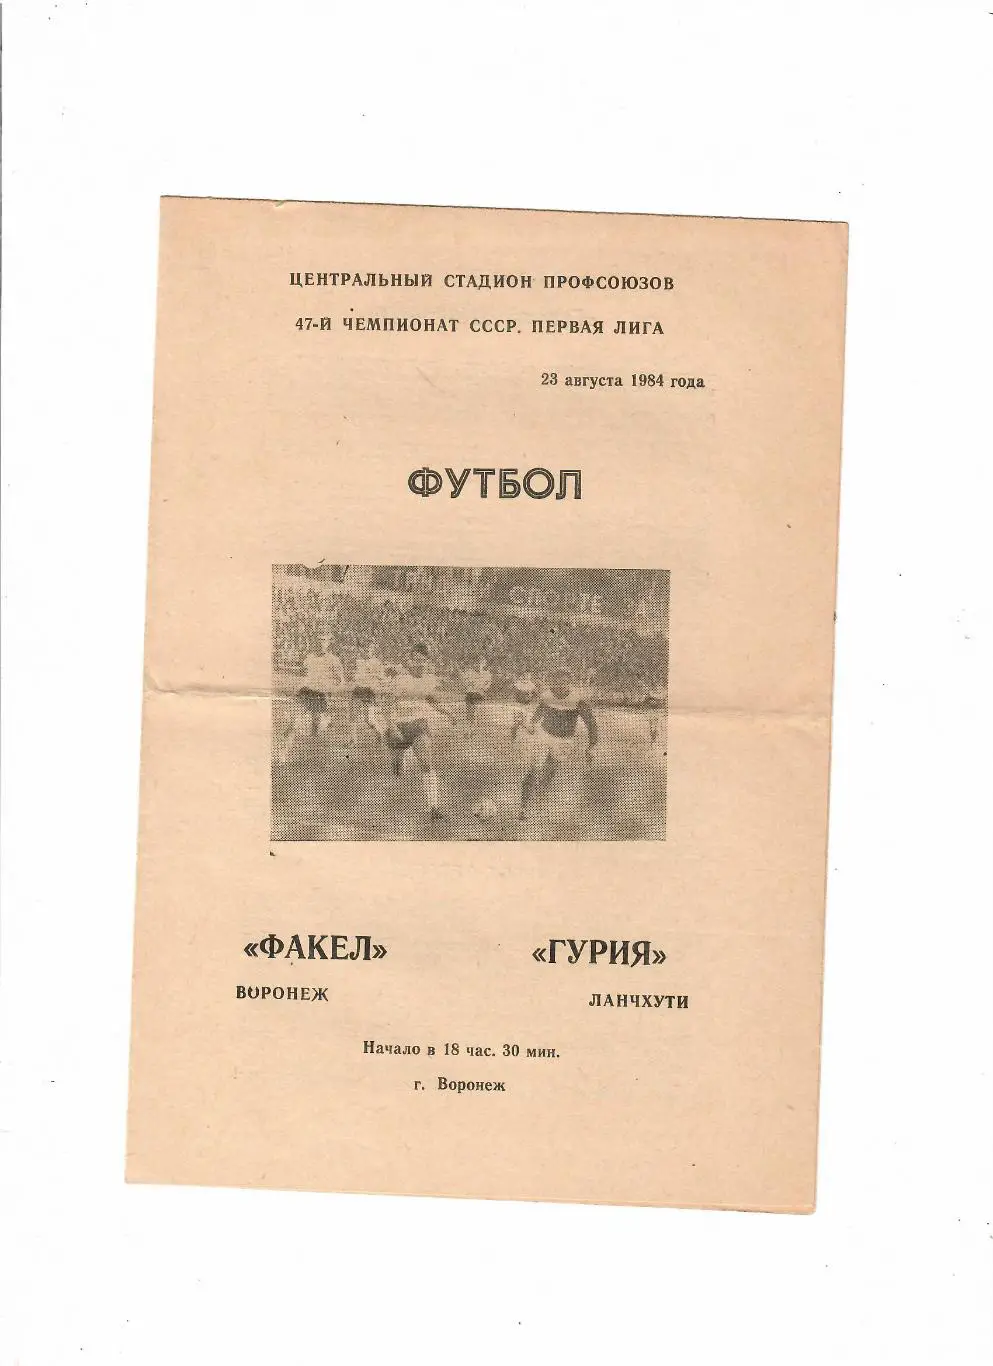 ЦЕНТРАЛЬНЫЙ СТАДИОН ПРОФСОЮЗОВ
47-Й ЧЕМПИОНАТ СССР. ПЕРВАЯ ЛИГА
23 августа 1984 года
ФУТБОЛ
«ФАКЕЛ» «ГУРИЯ»
ВОРОНЕЖ ЛАНЧХУТИ
Начало в 18 час. 30 мин.
г. Воронеж